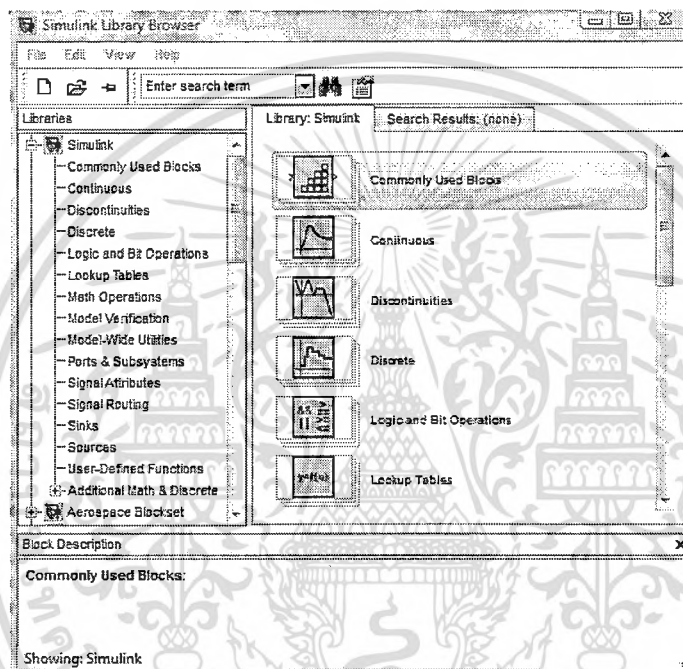 Simulink Library Browser
File Edit View Help
Enter search term
Libraries
Library: Simulink
Search Results: (none)
Simulink
Commonly Used Blocks
Continuous
Discontinuities
Discrete
Logic and Bit Operations
Lookup Tables
Math Operations
Model Verification
Model-Wide Utilities
Ports & Subsystems
Signal Attributes
Signal Routing
Sinks
Sources
User-Defined Functions
Additional Math & Discrete
Aerospace Blockset
Commonly Used Blocks
Continuous
Discontinuities
Discrete
Logic and Bit Operations
Lookup Tables
Block Description
Commonly Used Blocks:
Showing: Simulink